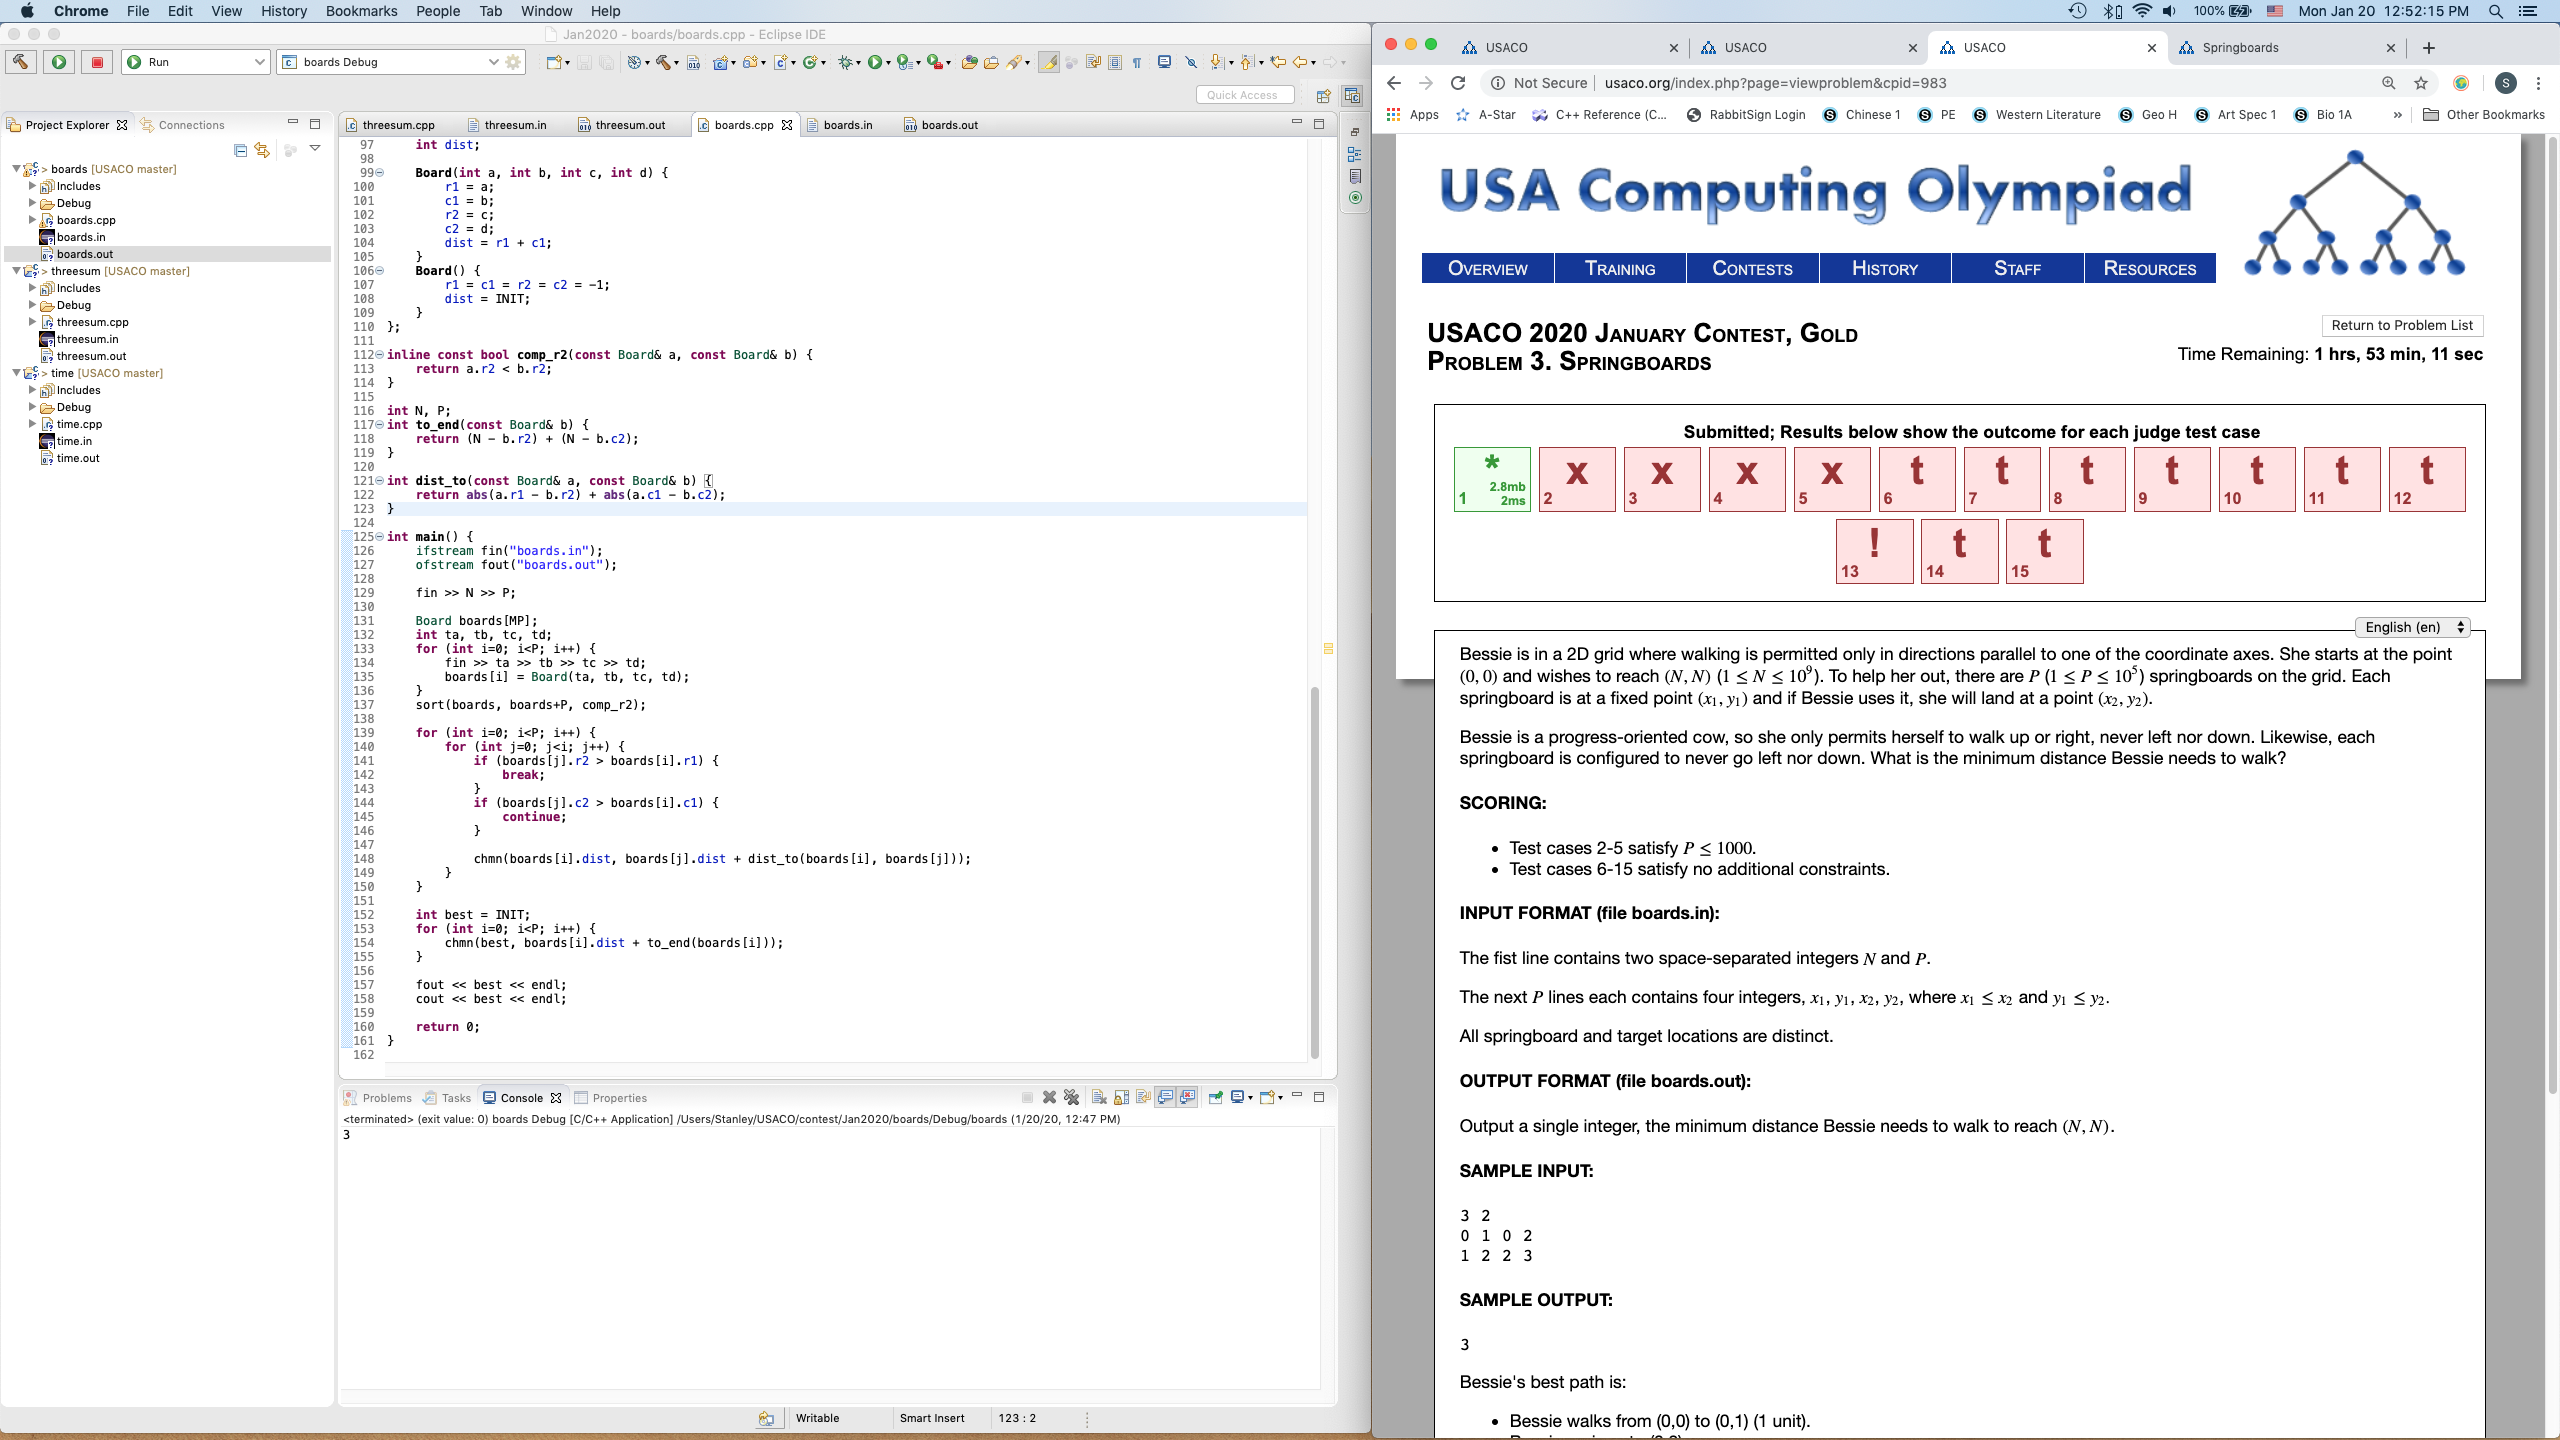 Chrome File Edit View History Bookmarks People Tab Window Help
100% Mon Jan 20 12:52:15 PM
Jan2020 - boards/boards.cpp - Eclipse IDE
Run boards Debug
Quick Access
Project Explorer Connections
> boards [USACO master]
Includes
Debug
boards.cpp
boards.in
boards.out
> threesum [USACO master]
Includes
Debug
threesum.cpp
threesum.in
threesum.out
> time [USACO master]
Includes
Debug
time.cpp
time.in
time.out
threesum.cpp threesum.in threesum.out boards.cpp boards.in boards.out
97 int dist;
98
99 Board(int a, int b, int c, int d) {
100 r1 = a;
101 c1 = b;
102 r2 = c;
103 c2 = d;
104 dist = r1 + c1;
105 }
106 Board() {
107 r1 = c1 = r2 = c2 = -1;
108 dist = INIT;
109 }
110 };
111
112 inline const bool comp_r2(const Board& a, const Board& b) {
113 return a.r2 < b.r2;
114 }
115
116 int N, P;
117 int to_end(const Board& b) {
118 return (N - b.r2) + (N - b.c2);
119 }
120
121 int dist_to(const Board& a, const Board& b) {
122 return abs(a.r1 - b.r2) + abs(a.c1 - b.c2);
123 }
124
125 int main() {
126 ifstream fin("boards.in");
127 ofstream fout("boards.out");
128
129 fin >> N >> P;
130
131 Board boards[MP];
132 int ta, tb, tc, td;
133 for (int i=0; i<P; i++) {
134 fin >> ta >> tb >> tc >> td;
135 boards[i] = Board(ta, tb, tc, td);
136 }
137 sort(boards, boards+P, comp_r2);
138
139 for (int i=0; i<P; i++) {
140 for (int j=0; j<i; j++) {
141 if (boards[j].r2 > boards[i].r1) {
142 break;
143 }
144 if (boards[j].c2 > boards[i].c1) {
145 continue;
146 }
147
148 chmn(boards[i].dist, boards[j].dist + dist_to(boards[i], boards[j]));
149 }
150 }
151
152 int best = INIT;
153 for (int i=0; i<P; i++) {
154 chmn(best, boards[i].dist + to_end(boards[i]));
155 }
156
157 fout << best << endl;
158 cout << best << endl;
159
160 return 0;
161 }
162
Problems Tasks Console Properties
<terminated> (exit value: 0) boards Debug [C/C++ Application] /Users/Stanley/USACO/contest/Jan2020/boards/Debug/boards (1/20/20, 12:47 PM)
3
Writable Smart Insert 123 : 2
USACO USACO USACO Springboards
Not Secure usaco.org/index.php?page=viewproblem&cpid=983 S
Apps A-Star C++ Reference (C... RabbitSign Login Chinese 1 PE Western Literature Geo H Art Spec 1 Bio 1A » Other Bookmarks
USA Computing Olympiad
OVERVIEW TRAINING CONTESTS HISTORY STAFF RESOURCES
USACO 2020 JANUARY CONTEST, GOLD
PROBLEM 3. SPRINGBOARDS
Return to Problem List
Time Remaining: 1 hrs, 53 min, 11 sec
Submitted; Results below show the outcome for each judge test case
* x x x x t t t t t t t
1 2.8mb 2ms 2 3 4 5 6 7 8 9 10 11 12
! t t
13 14 15
English (en)
Bessie is in a 2D grid where walking is permitted only in directions parallel to one of the coordinate axes. She starts at the point
(0, 0) and wishes to reach (N, N) (1 ≤ N ≤ 10⁹). To help her out, there are P (1 ≤ P ≤ 10⁵) springboards on the grid. Each
springboard is at a fixed point (x₁, y₁) and if Bessie uses it, she will land at a point (x₂, y₂).
Bessie is a progress-oriented cow, so she only permits herself to walk up or right, never left nor down. Likewise, each
springboard is configured to never go left nor down. What is the minimum distance Bessie needs to walk?
SCORING:
• Test cases 2-5 satisfy P ≤ 1000.
• Test cases 6-15 satisfy no additional constraints.
INPUT FORMAT (file boards.in):
The fist line contains two space-separated integers N and P.
The next P lines each contains four integers, x₁, y₁, x₂, y₂, where x₁ ≤ x₂ and y₁ ≤ y₂.
All springboard and target locations are distinct.
OUTPUT FORMAT (file boards.out):
Output a single integer, the minimum distance Bessie needs to walk to reach (N, N).
SAMPLE INPUT:
3 2
0 1 0 2
1 2 2 3
SAMPLE OUTPUT:
3
Bessie's best path is:
• Bessie walks from (0,0) to (0,1) (1 unit).